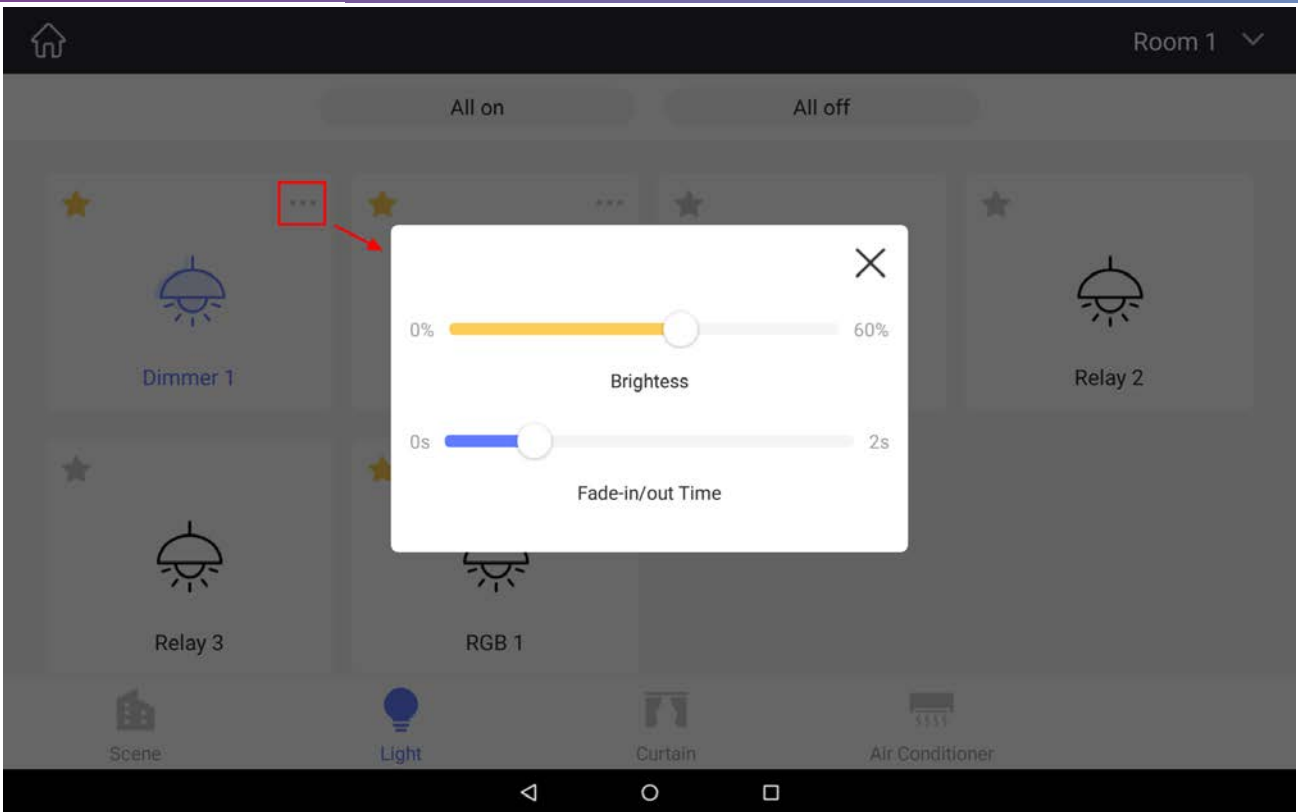 Room 1
All on All off
0% 60%
Dimmer 1 Brightess Relay 2
0s 2s
Fade-in/out Time
Relay 3 RGB 1
Scene Light Curtain Air Conditioner